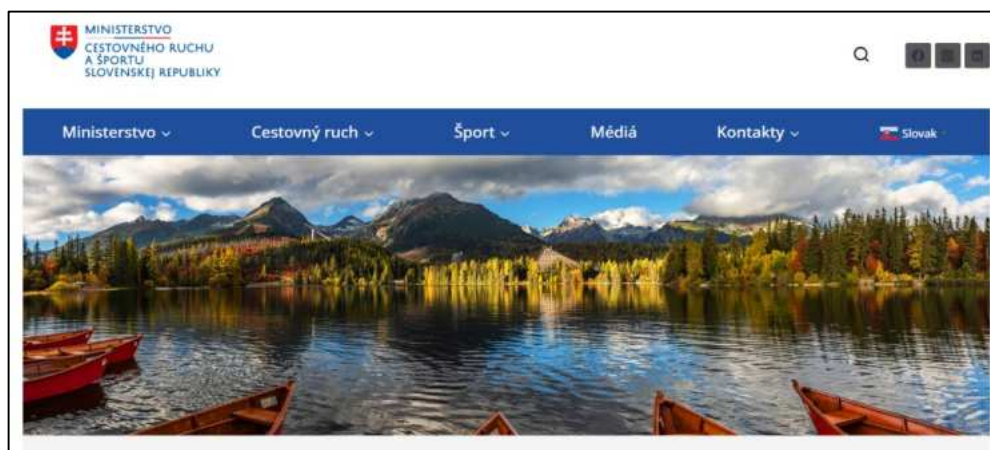 MINISTERSTVO
CESTOVNÉHO RUCHU
A ŠPORTU
SLOVENSKEJ REPUBLIKY
Ministerstvo
Cestovný ruch
Šport
Médiá
Kontakty
Slovak